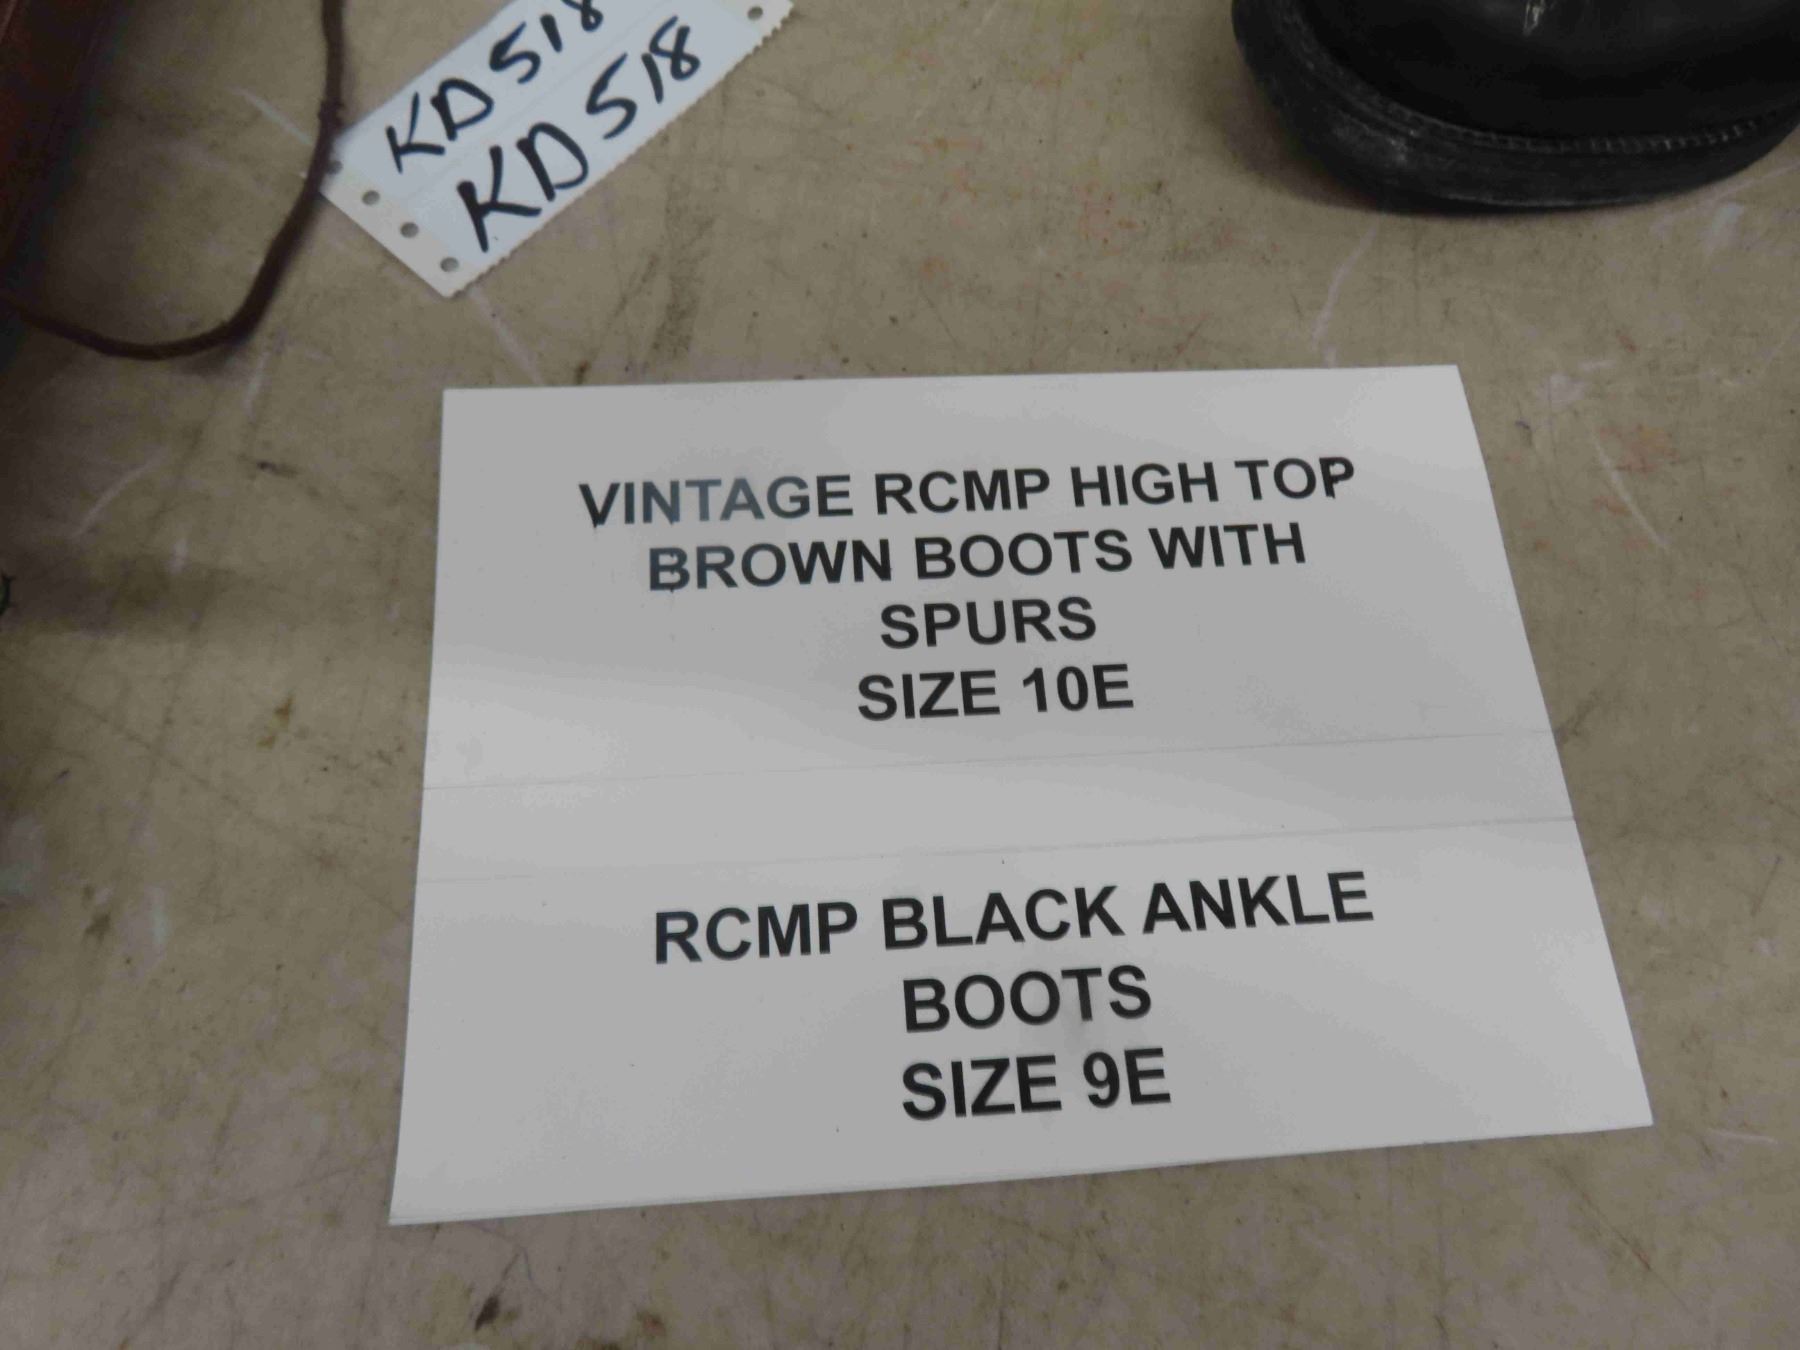 KD518
KD518
VINTAGE RCMP HIGH TOP
BROWN BOOTS WITH
SPURS
SIZE 10E
RCMP BLACK ANKLE
BOOTS
SIZE 9E